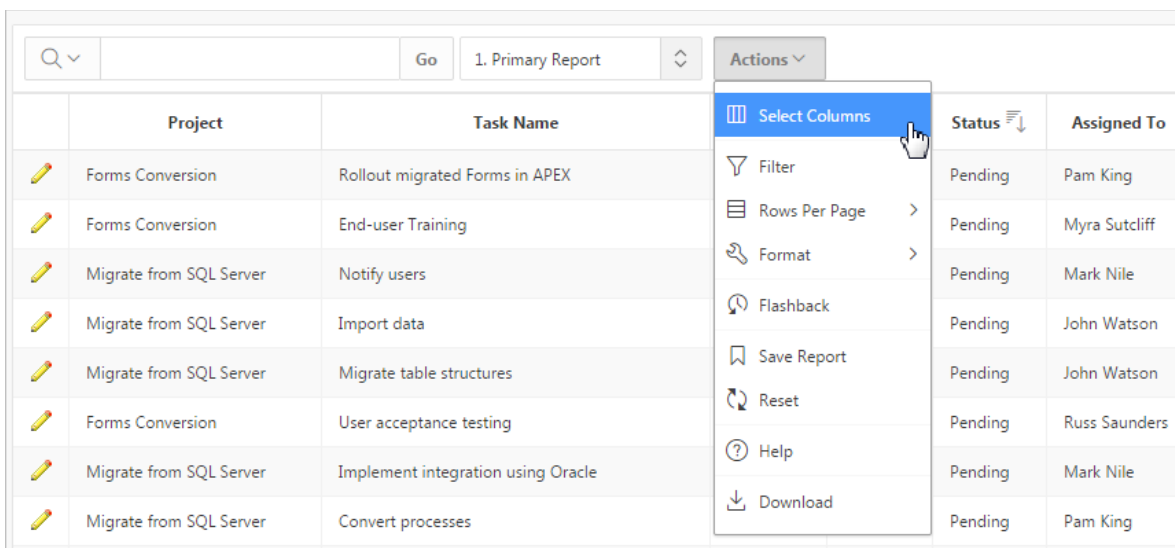 Go 1. Primary Report Actions
Project Task Name Select Columns Status Assigned To
Forms Conversion Rollout migrated Forms in APEX Filter Pending Pam King
Forms Conversion End-user Training Rows Per Page Pending Myra Sutcliff
Migrate from SQL Server Notify users Format Pending Mark Nile
Migrate from SQL Server Import data Flashback Pending John Watson
Migrate from SQL Server Migrate table structures Save Report Pending John Watson
Forms Conversion User acceptance testing Reset Pending Russ Saunders
Migrate from SQL Server Implement integration using Oracle Help Pending Mark Nile
Migrate from SQL Server Convert processes Download Pending Pam King